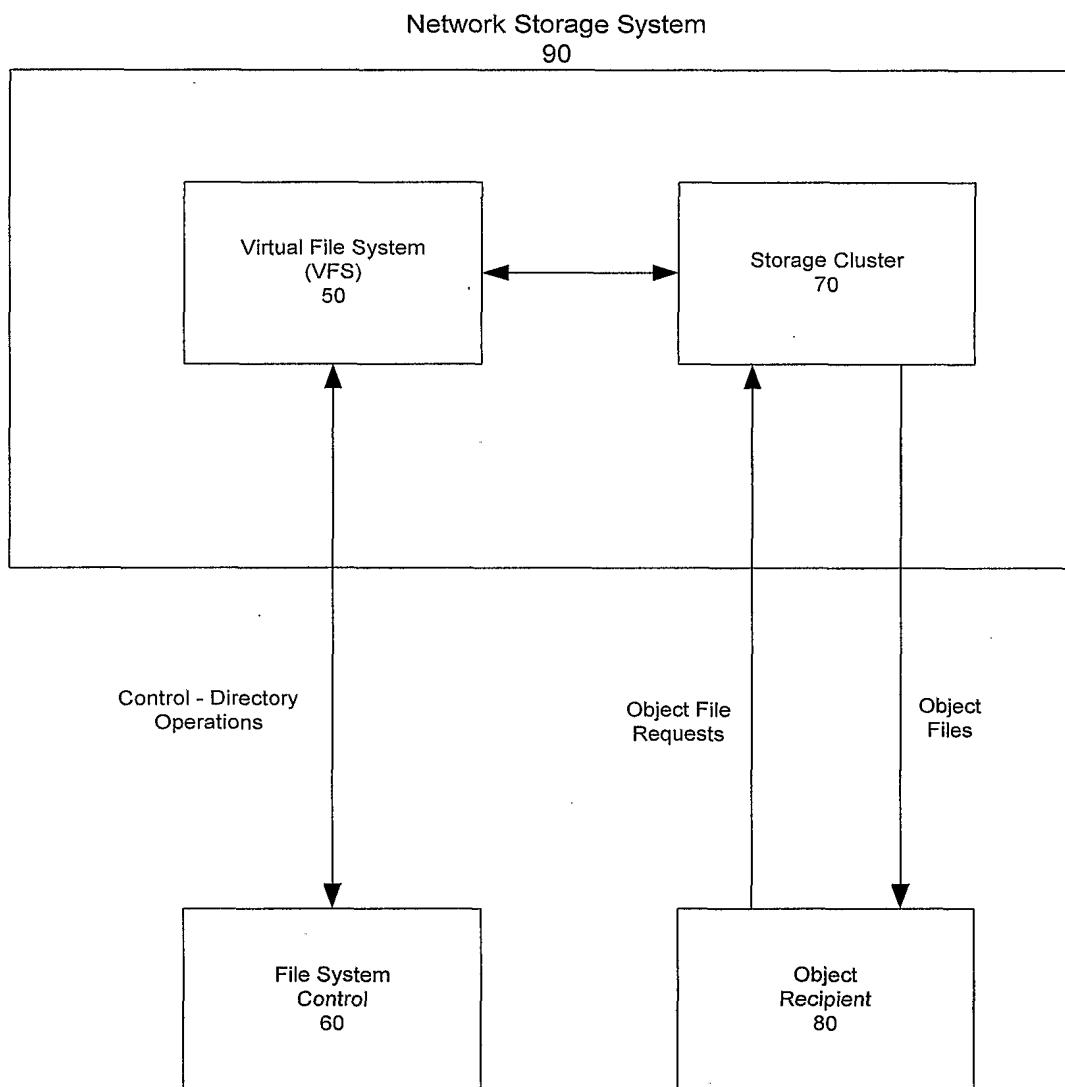 Network Storage System
90
Virtual File System
(VFS)
50
Storage Cluster
70
Control - Directory
Operations
Object File
Requests
Object
Files
File System
Control
60
Object
Recipient
80